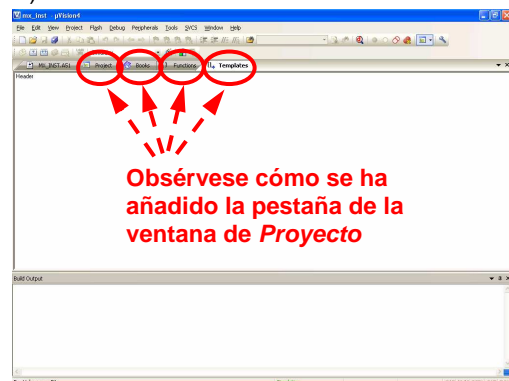 mx_inst - µVision4
File Edit View Project Flash Debug Peripherals Tools SVCS Window Help
MX_INST.A51 Project Books Functions Templates
Header
Obsérvese cómo se ha
añadido la pestaña de la
ventana de Proyecto
Build Output